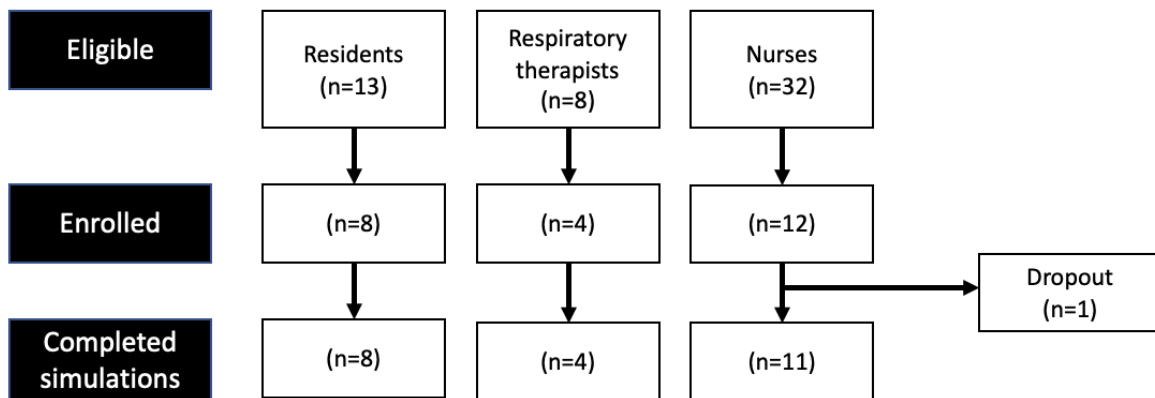 Eligible
Residents
(n=13)
Respiratory
therapists
(n=8)
Nurses
(n=32)
Enrolled
(n=8)
(n=4)
(n=12)
Dropout
(n=1)
Completed
simulations
(n=8)
(n=4)
(n=11)